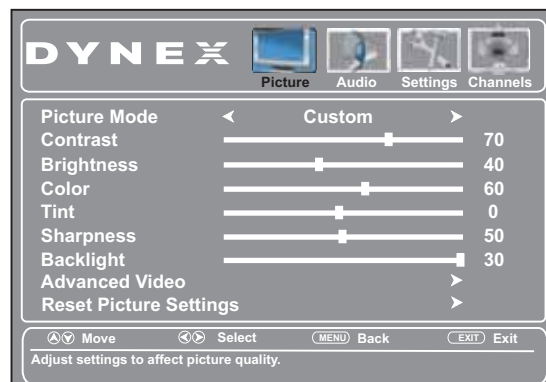 DYNEX
Picture Audio Settings Channels
Picture Mode Custom
Contrast 70
Brightness 40
Color 60
Tint 0
Sharpness 50
Backlight 30
Advanced Video
Reset Picture Settings
Move Select MENU Back EXIT Exit
Adjust settings to affect picture quality.